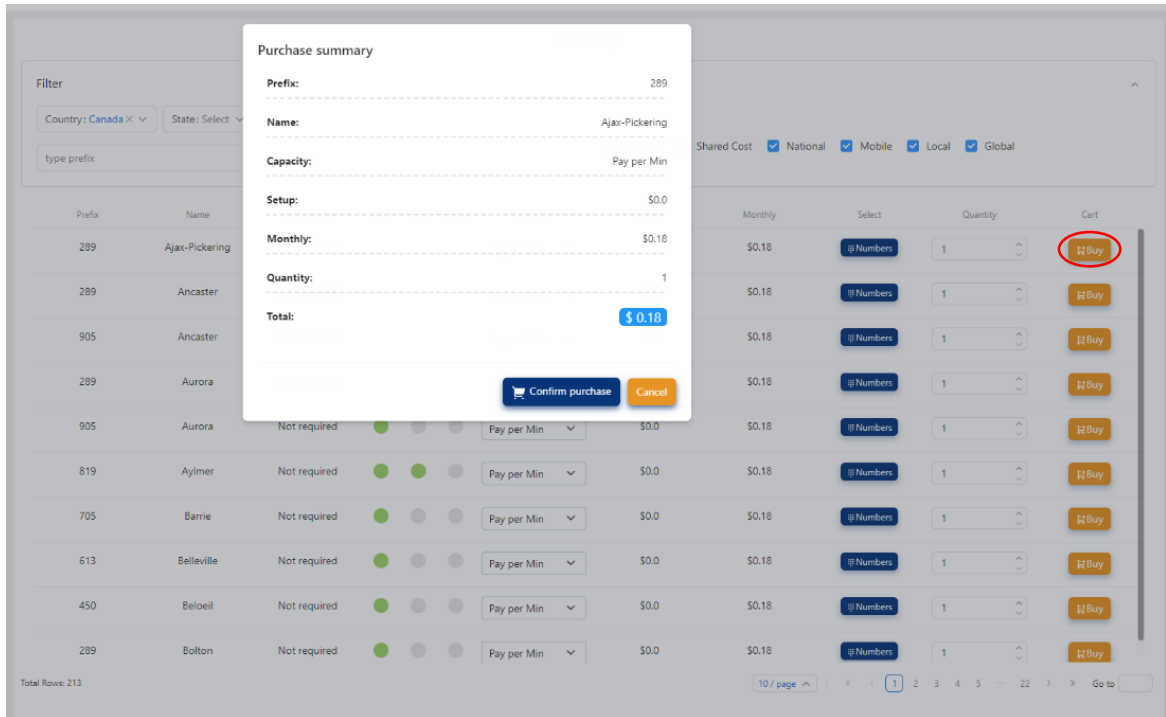 Purchase summary
Prefix: 289
Name: Ajax-Pickering
Capacity: Pay per Min
Setup: $0.0
Monthly: $0.18
Quantity: 1
Total: $ 0.18
Confirm purchase Cancel
Filter
Country: Canada State: Select
type prefix Shared Cost National Mobile Local Global
Prefix Name Monthly Select Quantity Cart
289 Ajax-Pickering $0.18 Numbers 1 Buy
289 Ancaster $0.18 Numbers 1 Buy
905 Ancaster $0.18 Numbers 1 Buy
289 Aurora $0.18 Numbers 1 Buy
905 Aurora Not required Pay per Min $0.0 $0.18 Numbers 1 Buy
819 Aylmer Not required Pay per Min $0.0 $0.18 Numbers 1 Buy
705 Barrie Not required Pay per Min $0.0 $0.18 Numbers 1 Buy
613 Belleville Not required Pay per Min $0.0 $0.18 Numbers 1 Buy
450 Beloeil Not required Pay per Min $0.0 $0.18 Numbers 1 Buy
289 Bolton Not required Pay per Min $0.0 $0.18 Numbers 1 Buy
Total Rows: 213 10 / page « < 1 2 3 4 5 ··· 22 > » Go to